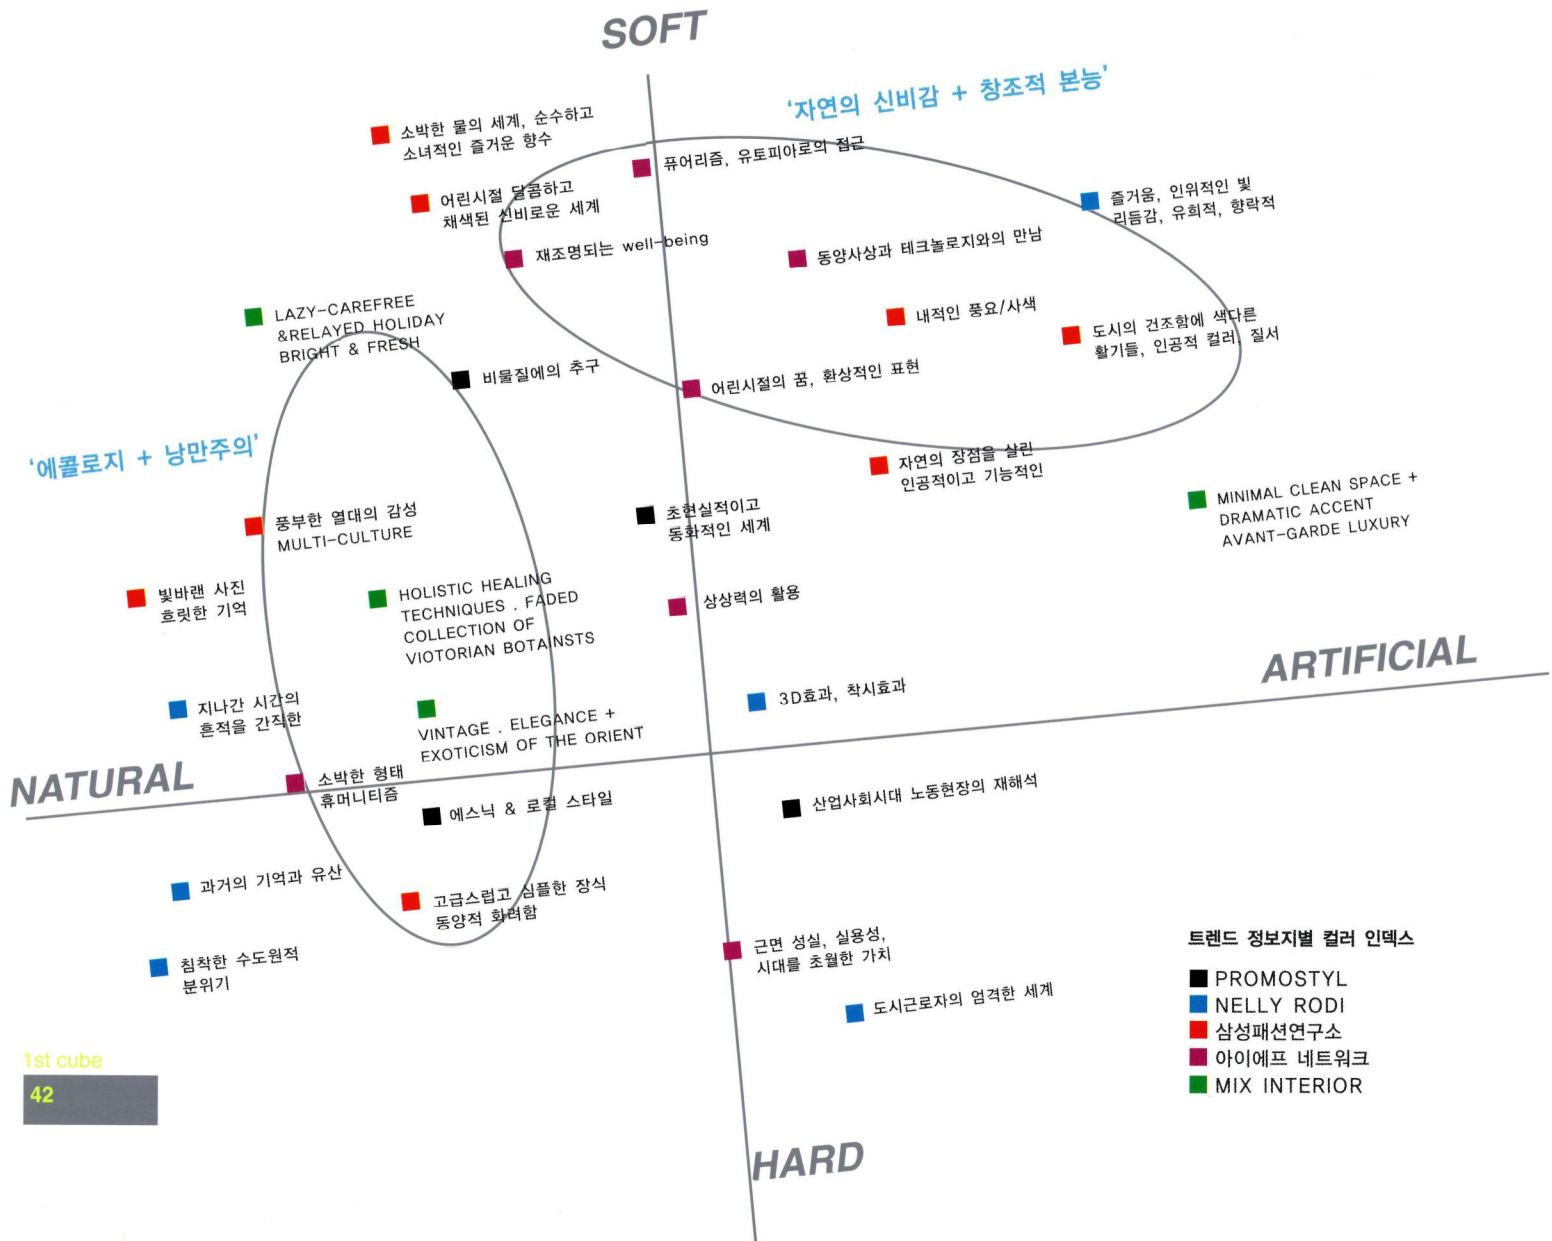 SOFT
‘자연의 신비감 + 창조적 본능’
소박한 물의 세계, 순수하고
소녀적인 즐거운 향수
퓨어리즘, 유토피아로의 접근
어린시절 달콤하고
채색된 신비로운 세계
즐거움, 인위적인 빛
리듬감, 유희적, 향락적
재조명되는 well-being
동양사상과 테크놀로지와의 만남
LAZY-CAREFREE
&RELAYED HOLIDAY
BRIGHT & FRESH
내적인 풍요/사색
도시의 건조함에 색다른
활기들, 인공적 컬러, 질서
비물질에의 추구
어린시절의 꿈, 환상적인 표현
‘에콜로지 + 낭만주의’
자연의 장점을 살린
인공적이고 기능적인
MINIMAL CLEAN SPACE +
DRAMATIC ACCENT
AVANT-GARDE LUXURY
풍부한 열대의 감성
MULTI-CULTURE
초현실적이고
동화적인 세계
빛바랜 사진
흐릿한 기억
HOLISTIC HEALING
TECHNIQUES . FADED
COLLECTION OF
VIOTORIAN BOTAINSTS
상상력의 활용
ARTIFICIAL
지나간 시간의
흔적을 간직한
VINTAGE . ELEGANCE +
EXOTICISM OF THE ORIENT
3D효과, 착시효과
NATURAL
소박한 형태
휴머니티즘
에스닉 & 로컬 스타일
산업사회시대 노동현장의 재해석
과거의 기억과 유산
고급스럽고 심플한 장식
동양적 화려함
침착한 수도원적
분위기
근면 성실, 실용성,
시대를 초월한 가치
도시근로자의 엄격한 세계
트렌드 정보지별 컬러 인덱스
PROMOSTYL
NELLY RODI
삼성패션연구소
아이에프 네트워크
MIX INTERIOR
1st cube
42
HARD